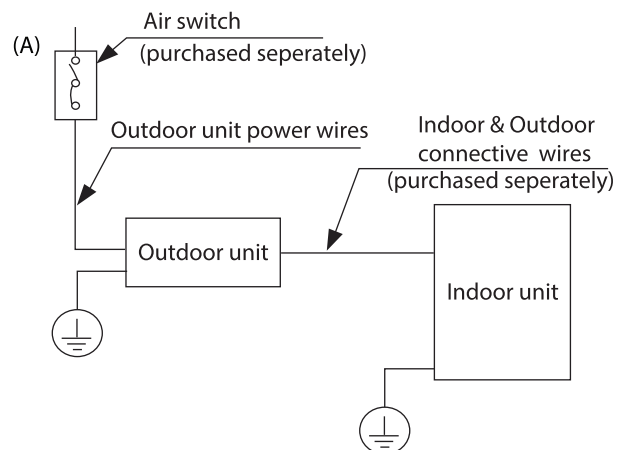 (A)
Air switch
(purchased seperately)
Outdoor unit power wires
Indoor & Outdoor
connective wires
(purchased seperately)
Outdoor unit
Indoor unit